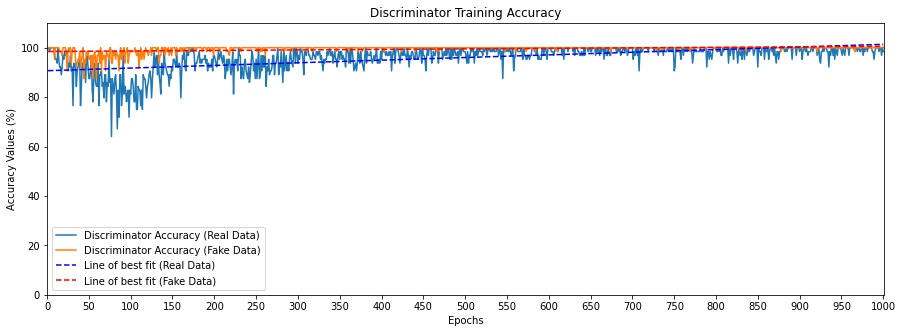 Discriminator Training Accuracy
Accuracy Values (%)
100
80
60
40
20
0
Discriminator Accuracy (Real Data)
Discriminator Accuracy (Fake Data)
Line of best fit (Real Data)
Line of best fit (Fake Data)
0 50 100 150 200 250 300 350 400 450 500 550 600 650 700 750 800 850 900 950 1000
Epochs